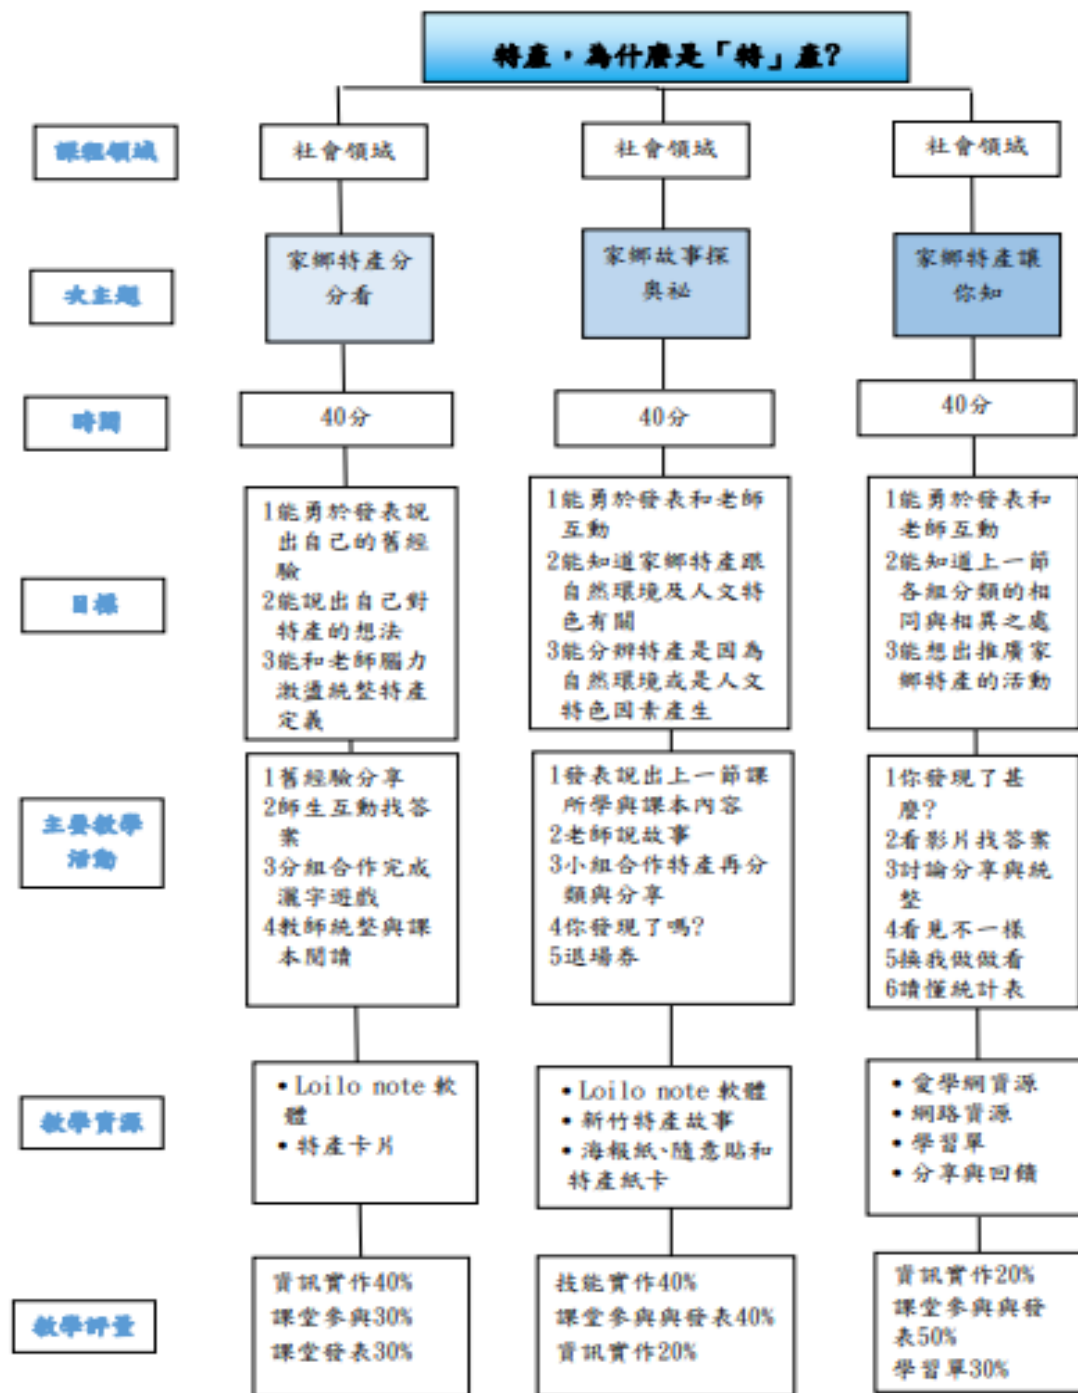 特產，為什麼是「特」產?
課程領域
社會領域
社會領域
社會領域
次主題
家鄉特產分
分看
家鄉故事探
奧祕
家鄉特產讓
你知
時間
40分
40分
40分
目標
1能勇於發表說
出自己的舊經
驗
2能說出自己對
特產的想法
3能和老師腦力
激盪統整特產
定義
1能勇於發表和老師
互動
2能知道家鄉特產跟
自然環境及人文特
色有關
3能分辦特產是因為
自然環境或是人文
特色因素產生
1能勇於發表和
老師互動
2能知道上一節
各組分類的相
同與相異之處
3能想出推廣家
鄉特產的活動
主要教學
活動
1舊經驗分享
2師生互動找答
案
3分組合作完成
灑字遊戲
4教師統整與課
本閱讀
1發表說出上一節課
所學與課本內容
2老師說故事
3小組合作特產再分
類與分享
4你發現了嗎?
5退場券
1你發現了甚
麼?
2看影片找答案
3討論分享與統
整
4看見不一樣
5換我做做看
6讀懂統計表
教學資源
• Loilo note 軟
體
• 特產卡片
• Loilo note 軟體
• 新竹特產故事
• 海報紙、隨意貼和
特產紙卡
• 愛學網資源
• 網路資源
• 學習單
• 分享與回饋
教學評量
資訊實作40%
課堂參與30%
課堂發表30%
技能實作40%
課堂參與與發表40%
資訊實作20%
資訊實作20%
課堂參與與發
表50%
學習單30%